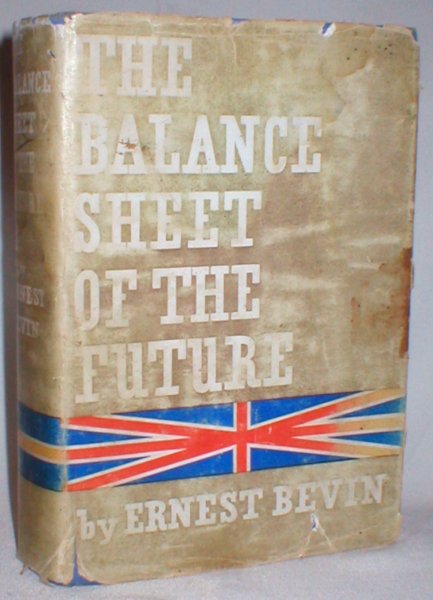 THE
BALANCE
SHEET
OF THE
FUTURE
by ERNEST BEVIN